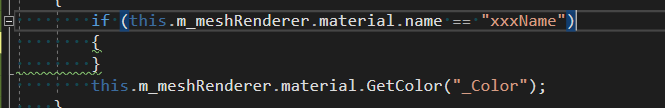 {
if (this.m_meshRenderer.material.name == "xxxName")
{
}
this.m_meshRenderer.material.GetColor("_Color");
}